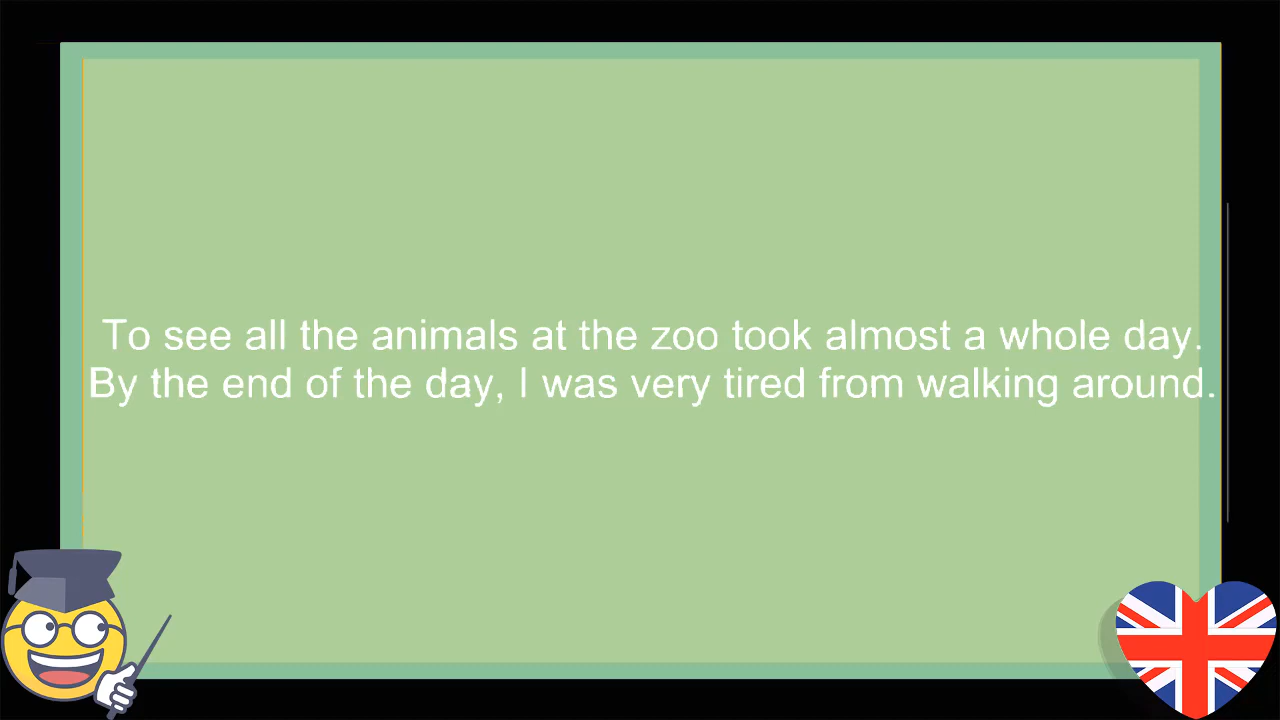 To see all the animals at the zoo took almost a whole day.
By the end of the day, I was very tired from walking around.